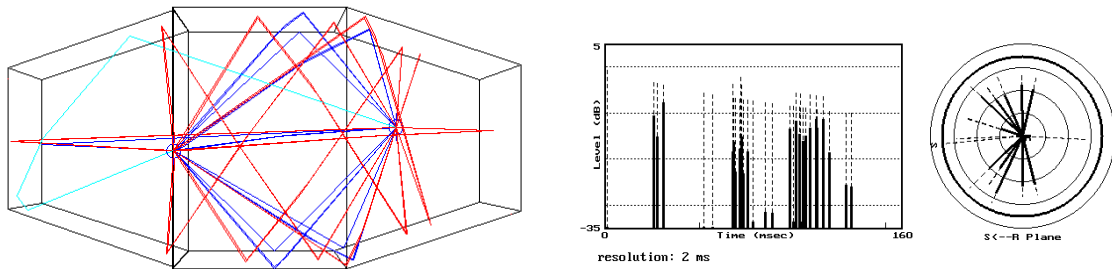 5
Level (dB)
-35
0
Time (msec)
160
resolution: 2 ms
S
S<--R Plane